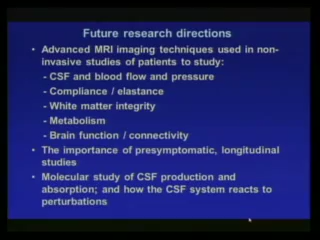 Future research directions
• Advanced MRI imaging techniques used in non-
invasive studies of patients to study:
- CSF and blood flow and pressure
- Compliance / elastance
- White matter integrity
- Metabolism
- Brain function / connectivity
• The importance of presymptomatic, longitudinal
studies
• Molecular study of CSF production and
absorption; and how the CSF system reacts to
perturbations